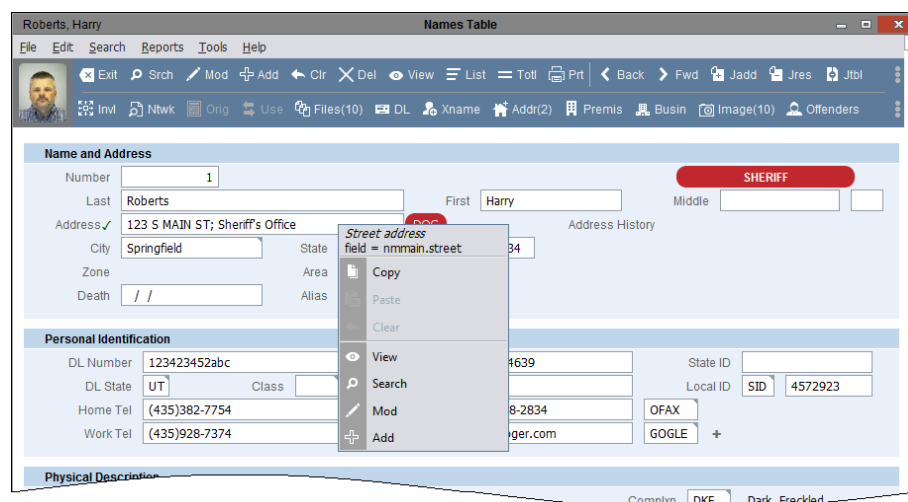 Roberts, Harry Names Table
File Edit Search Reports Tools Help
Exit Srch Mod Add Clr Del View List Totl Prt Back Fwd Jadd Jres Jtbl
Invl Ntwk Orig Use Files(10) DL Xname Addr(2) Premis Busin Image(10) Offenders
Name and Address
Number 1 SHERIFF
Last Roberts First Harry Middle
Address✓ 123 S MAIN ST; Sheriff's Office Address History
City Springfield State 34
Zone Area
Death / / Alias
Street address
field = nmmain.street
Copy
Paste
Clear
View
Search
Mod
Add
Personal Identification
DL Number 123423452abc 4639 State ID
DL State UT Class Local ID SID 4572923
Home Tel (435)382-7754 8-2834 OFAX
Work Tel (435)928-7374 oger.com GOGLE +
Physical Description
Complxn DKF Dark, Freckled